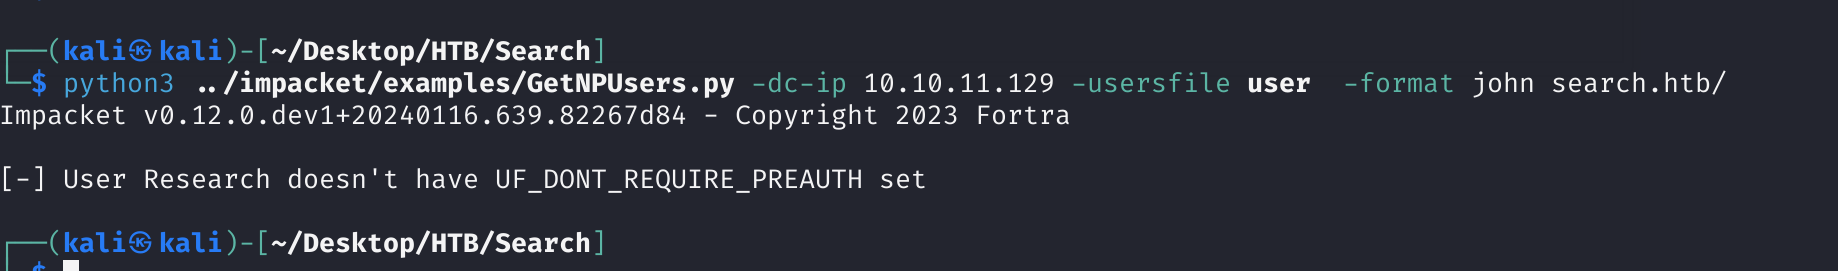 ┌──(kali㉿kali)-[~/Desktop/HTB/Search]
└─$ python3 ../impacket/examples/GetNPUsers.py -dc-ip 10.10.11.129 -usersfile user  -format john search.htb/
Impacket v0.12.0.dev1+20240116.639.82267d84 - Copyright 2023 Fortra
[-] User Research doesn't have UF_DONT_REQUIRE_PREAUTH set
┌──(kali㉿kali)-[~/Desktop/HTB/Search]
└─$